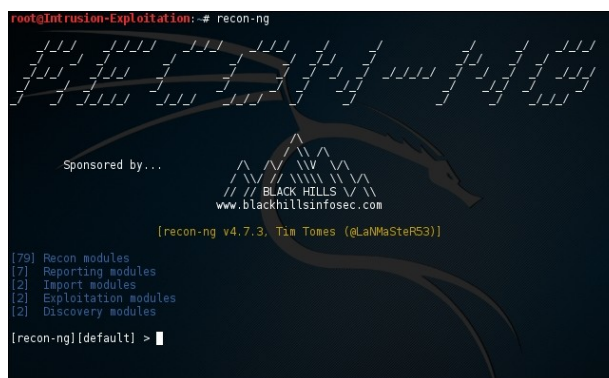 root@Intrusion-Exploitation:~# recon-ng
RECON-NG
Sponsored by...
BLACK HILLS
www.blackhillsinfosec.com
[recon-ng v4.7.3, Tim Tomes (@LaNMaSteR53)]
[79] Recon modules
[7] Reporting modules
[2] Import modules
[2] Exploitation modules
[2] Discovery modules
[recon-ng][default] >